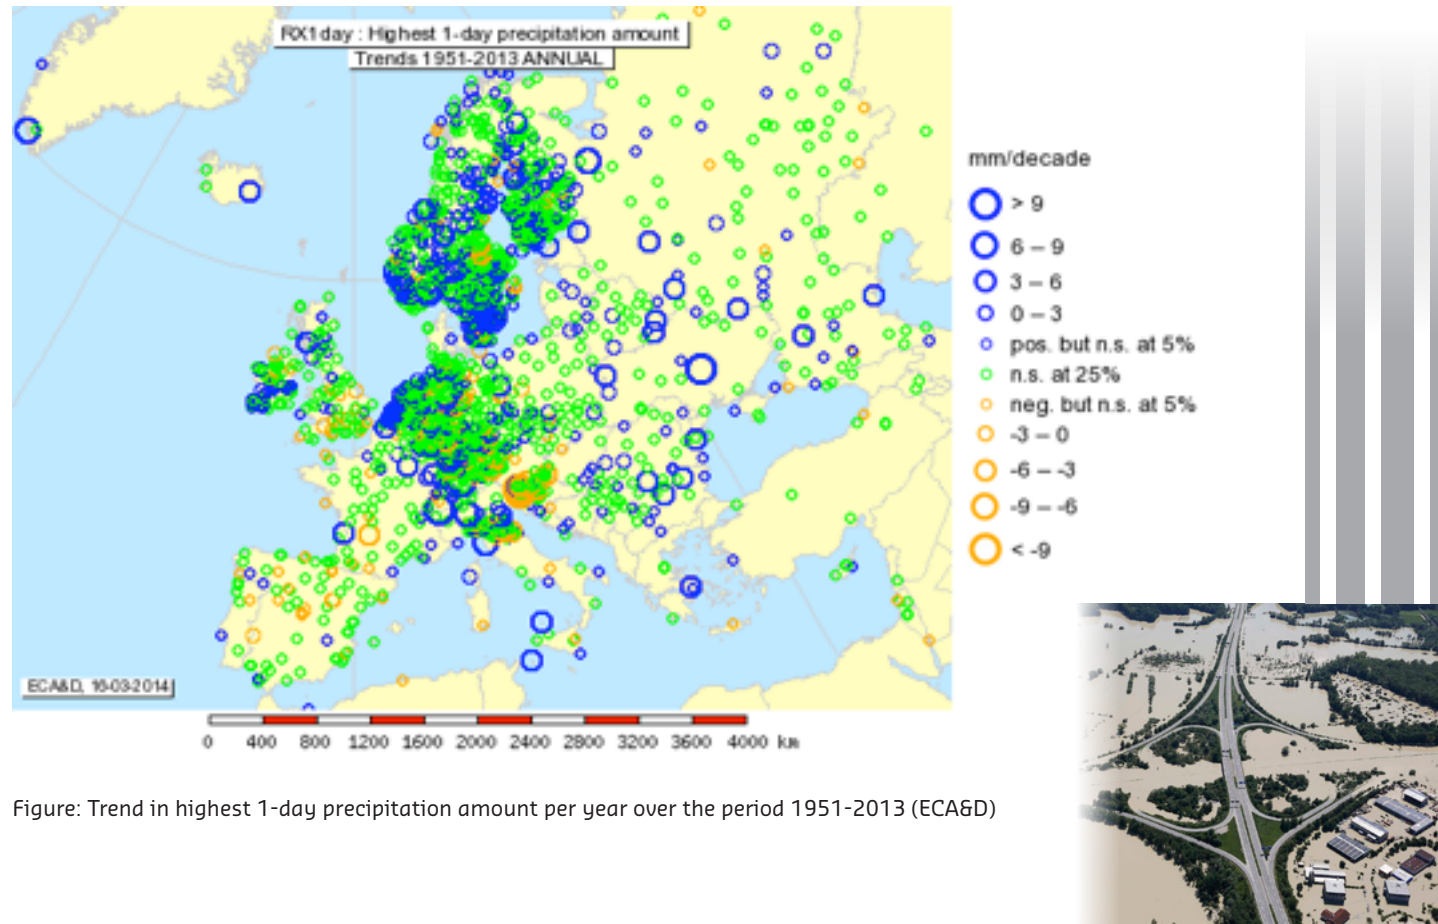 RX1day : Highest 1-day precipitation amount
Trends 1951-2013 ANNUAL
mm/decade
> 9
6 – 9
3 – 6
0 – 3
pos. but n.s. at 5%
n.s. at 25%
neg. but n.s. at 5%
-3 – 0
-6 – -3
-9 – -6
< -9
ECA&D, 16-03-2014
0 400 800 1200 1600 2000 2400 2800 3200 3600 4000 km
Figure: Trend in highest 1-day precipitation amount per year over the period 1951-2013 (ECA&D)